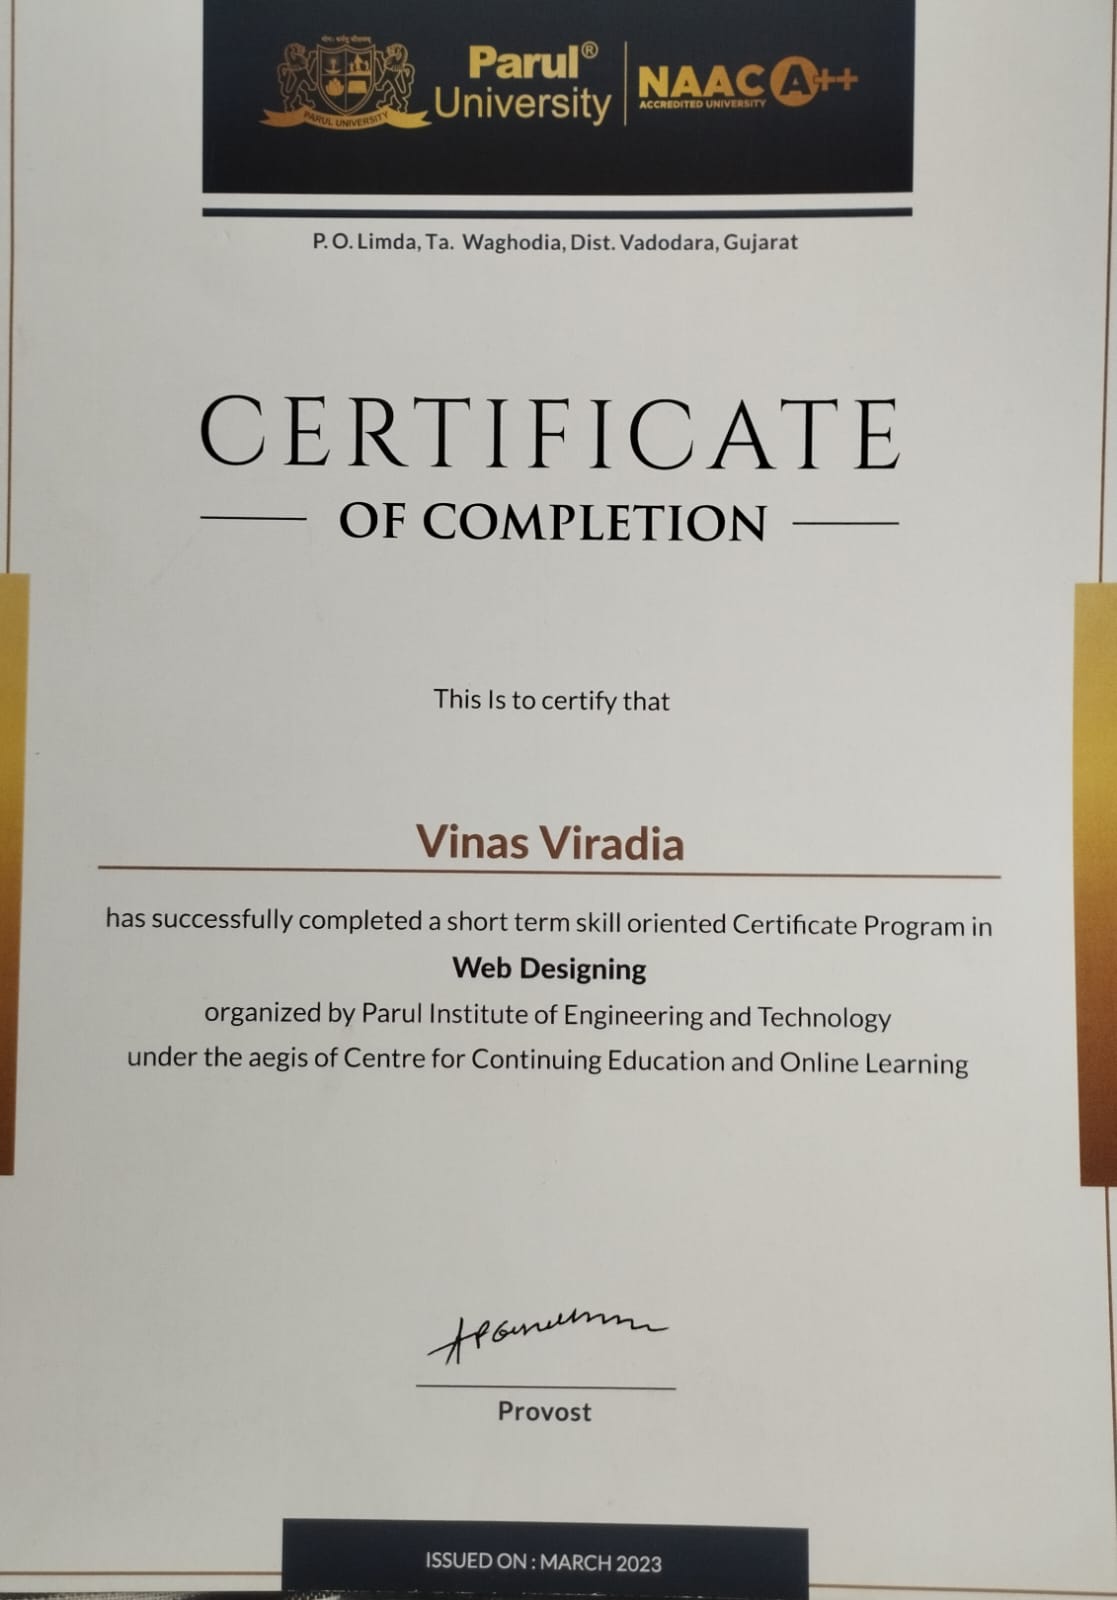 PARUL UNIVERSITY
Parul®
University
NAAC A++
ACCREDITED UNIVERSITY
P. O. Limda, Ta. Waghodia, Dist. Vadodara, Gujarat
CERTIFICATE
OF COMPLETION
This Is to certify that
Vinas Viradia
has successfully completed a short term skill oriented Certificate Program in
Web Designing
organized by Parul Institute of Engineering and Technology
under the aegis of Centre for Continuing Education and Online Learning
Provost
ISSUED ON : MARCH 2023